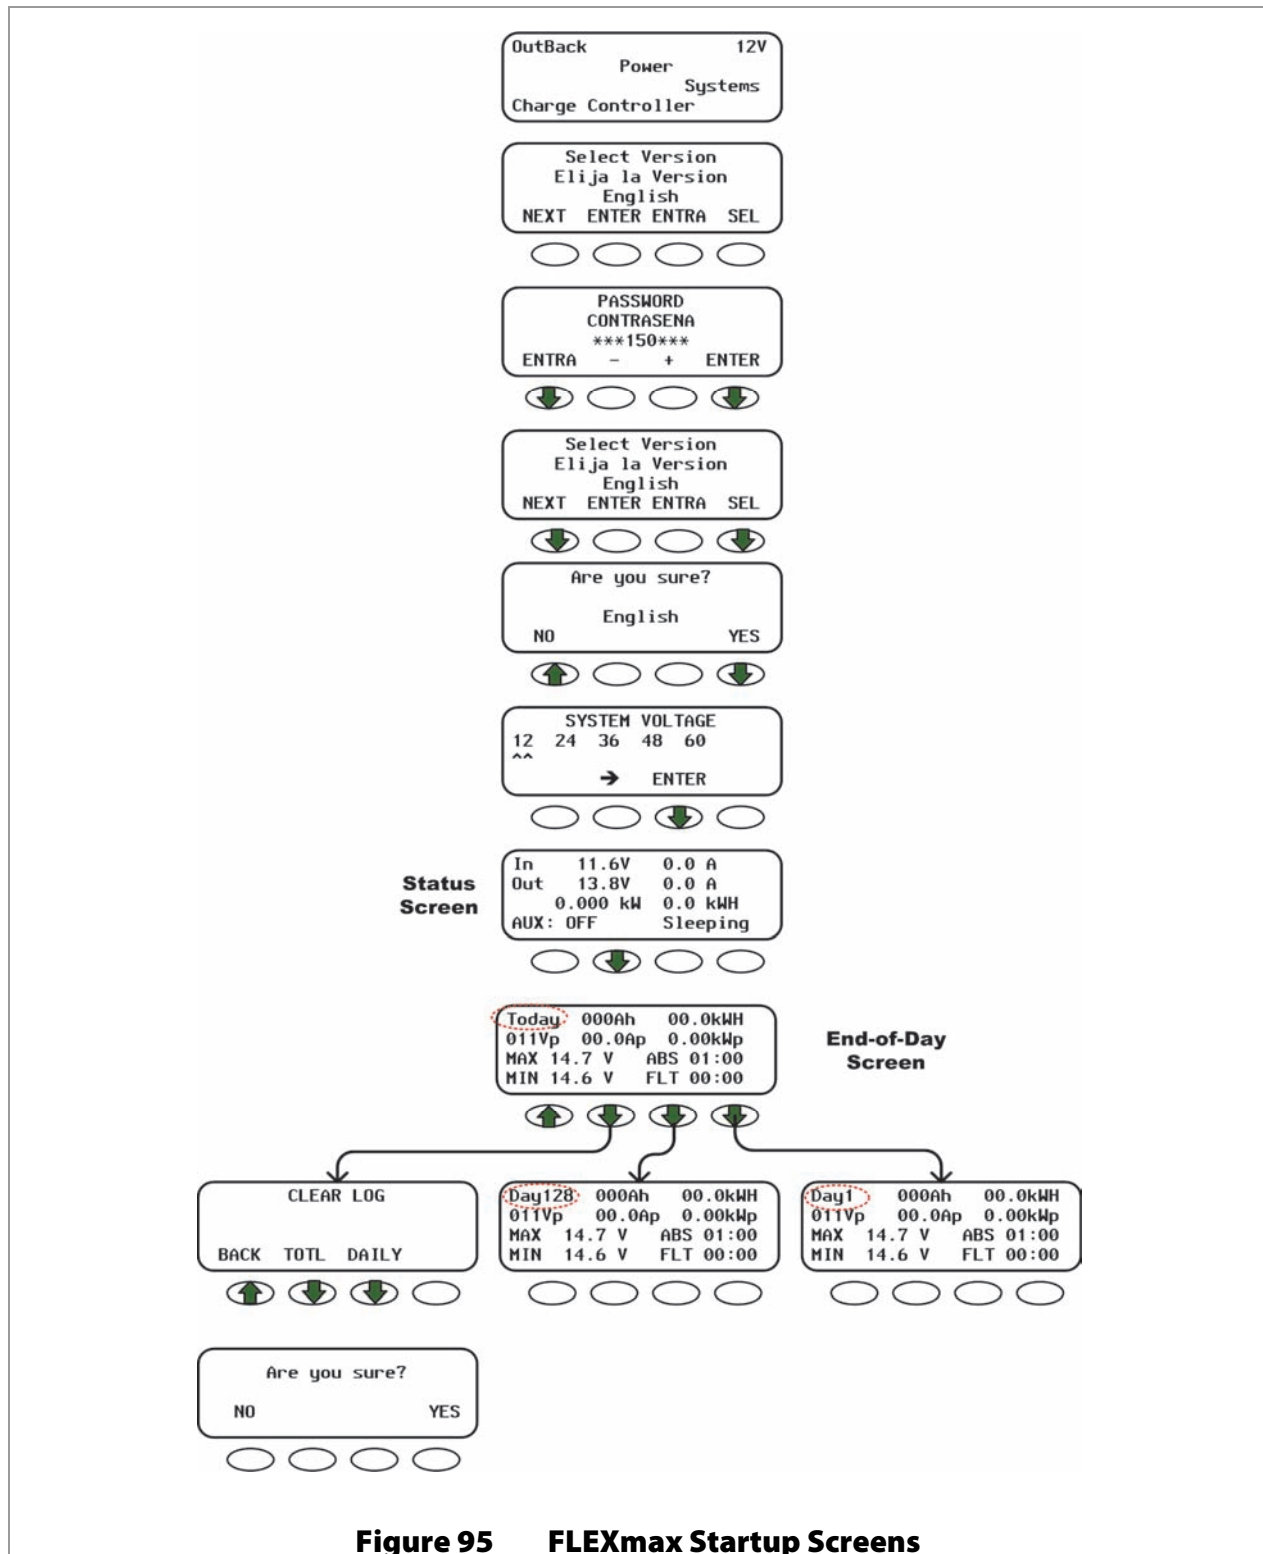 OutBack 12V
Power
Systems
Charge Controller
Select Version
Elija la Version
English
NEXT ENTER ENTRA SEL
PASSWORD
CONTRASENA
***150***
ENTRA - + ENTER
Select Version
Elija la Version
English
NEXT ENTER ENTRA SEL
Are you sure?
English
NO YES
SYSTEM VOLTAGE
12 24 36 48 60
^^
➔ ENTER
Status
Screen
In 11.6V 0.0 A
Out 13.8V 0.0 A
0.000 kW 0.0 kWH
AUX: OFF Sleeping
Today 000Ah 00.0kWH
011Vp 00.0Ap 0.00kWp
MAX 14.7 V ABS 01:00
MIN 14.6 V FLT 00:00
End-of-Day
Screen
CLEAR LOG
BACK TOTL DAILY
Day128 000Ah 00.0kWH
011Vp 00.0Ap 0.00kWp
MAX 14.7 V ABS 01:00
MIN 14.6 V FLT 00:00
Day1 000Ah 00.0kWH
011Vp 00.0Ap 0.00kWp
MAX 14.7 V ABS 01:00
MIN 14.6 V FLT 00:00
Are you sure?
NO YES
Figure 95 FLEXmax Startup Screens